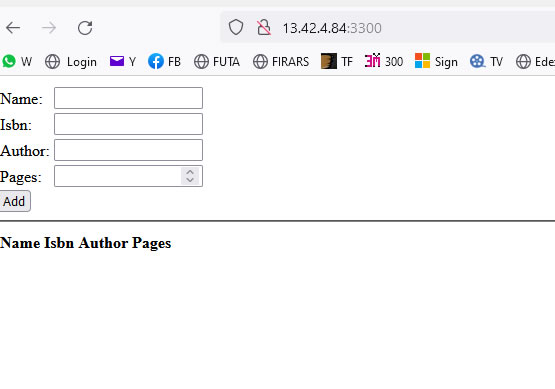 13.42.4.84:3300
W Login Y FB FUTA FIRARS TF 300 Sign TV Ede
Name:
Isbn:
Author:
Pages:
Add
Name Isbn Author Pages